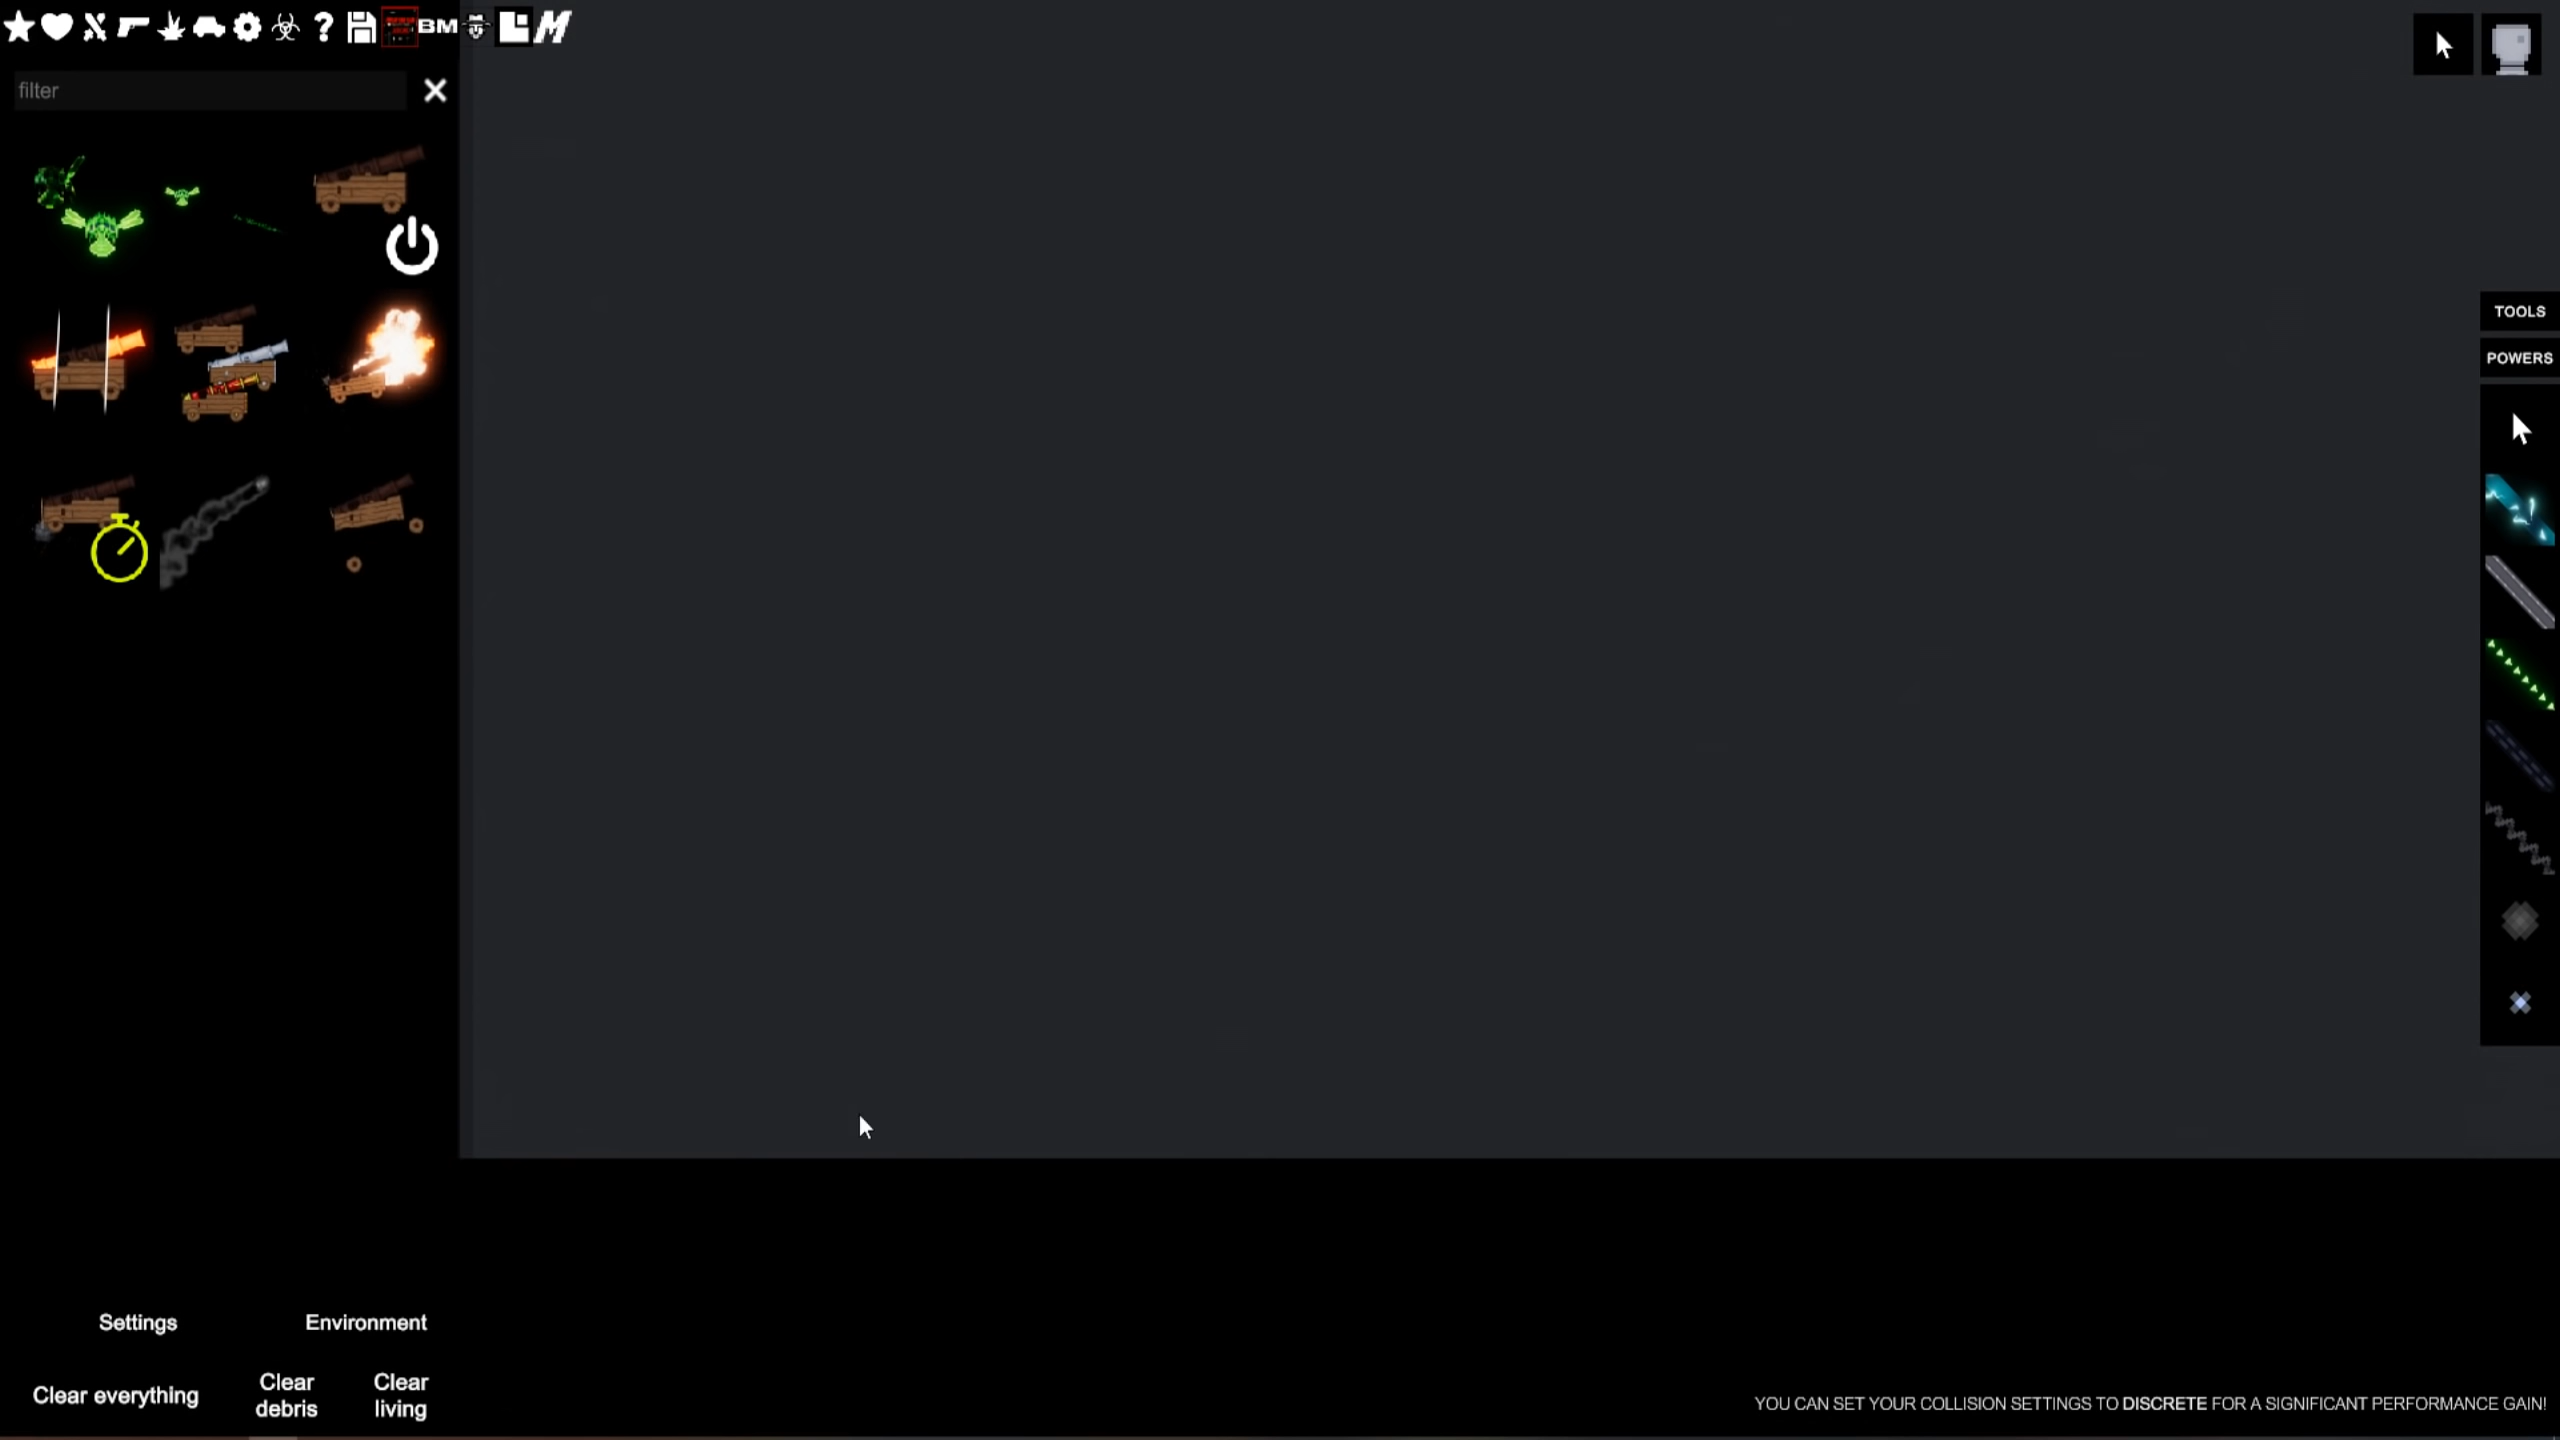 BM
filter
TOOLS
POWERS
Settings
Environment
Clear everything
Clear
debris
Clear
living
YOU CAN SET YOUR COLLISION SETTINGS TO DISCRETE FOR A SIGNIFICANT PERFORMANCE GAIN!